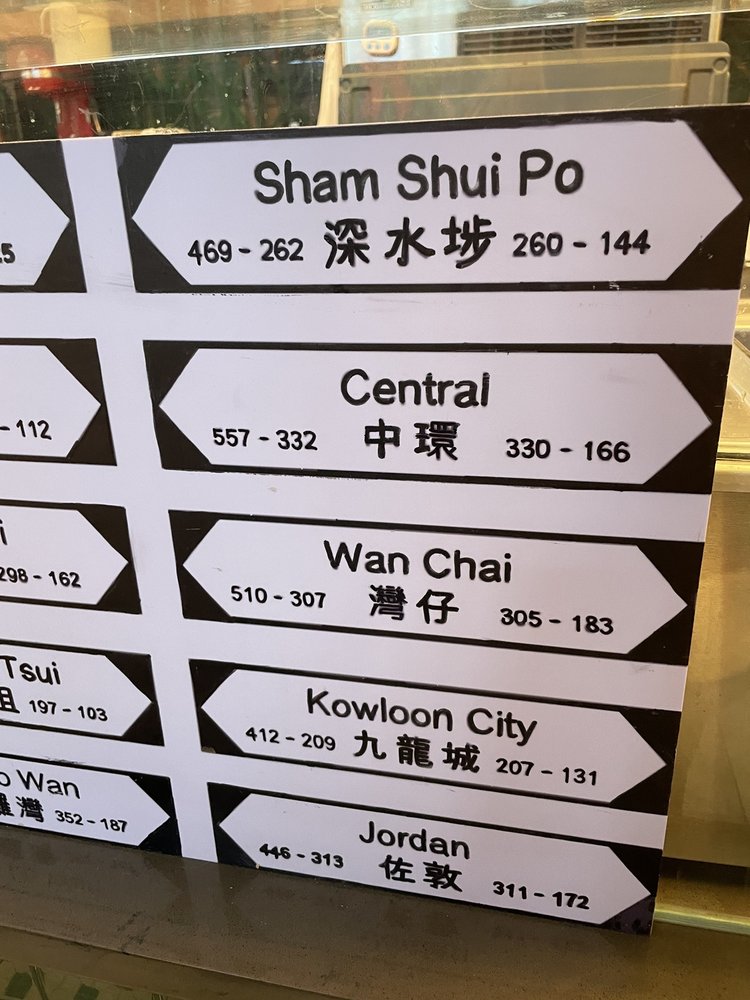 Sham Shui Po
469 - 262 深水埗 260 - 144
Central
557 - 332 中環 330 - 166
Wan Chai
510 - 307 灣仔 305 - 183
Kowloon City
412 - 209 九龍城 207 - 131
Jordan
446 - 313 佐敦 311 - 172
- 112
298 - 162
Tsui
咀 197 - 103
Wan
灣 352 - 187